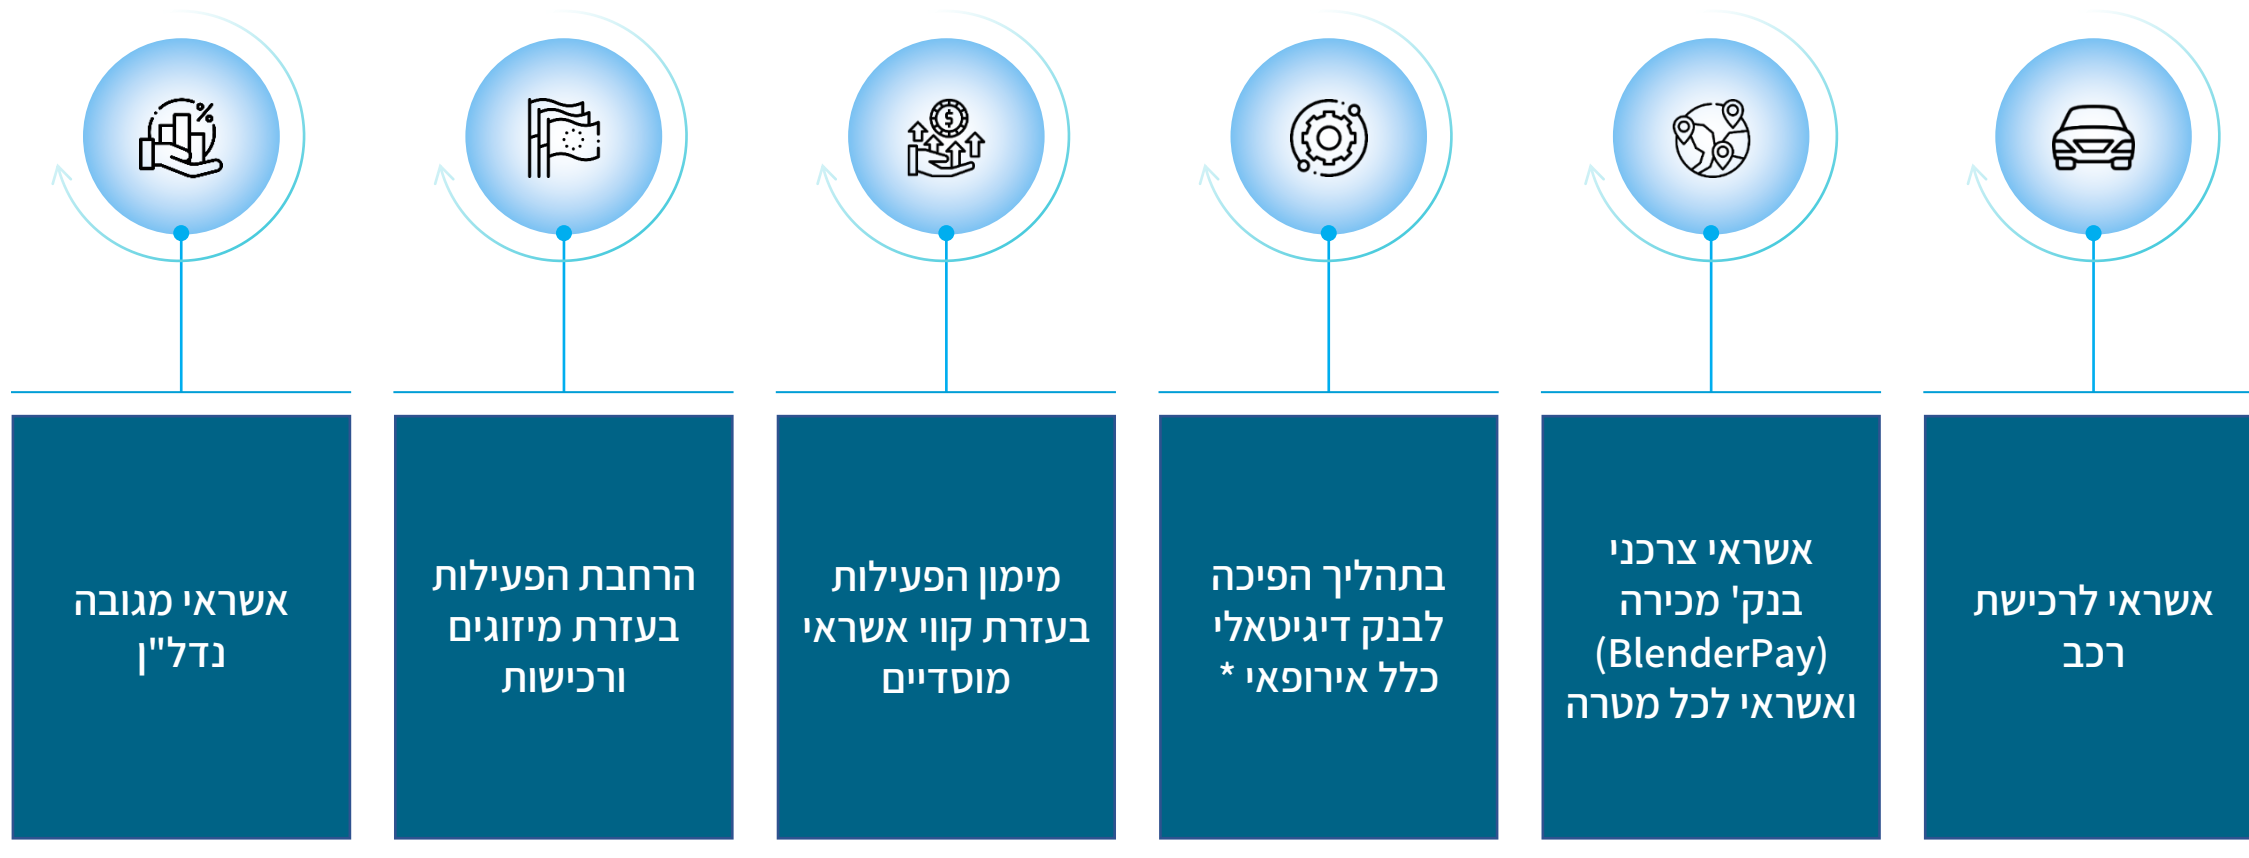 אשראי לרכישת
רכב
אשראי צרכני
בנק' מכירה
(BlenderPay)
ואשראי לכל מטרה
בתהליך הפיכה
לבנק דיגיטאלי
כלל אירופאי *
מימון הפעילות
בעזרת קווי אשראי
מוסדיים
הרחבת הפעילות
בעזרת מיזוגים
ורכישות
אשראי מגובה
נדל"ן